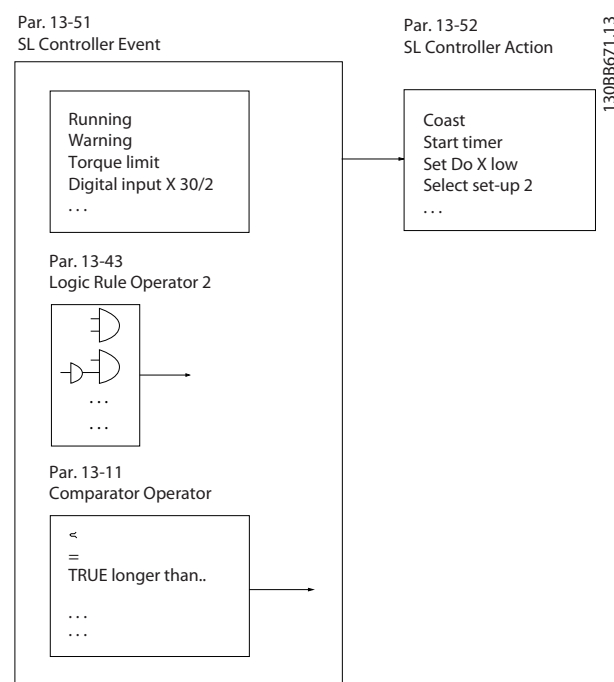 Par. 13-51
SL Controller Event
Par. 13-52
SL Controller Action
130BB671.13
Running
Warning
Torque limit
Digital input X 30/2
. . .
Coast
Start timer
Set Do X low
Select set-up 2
. . .
Par. 13-43
Logic Rule Operator 2
. . .
. . .
Par. 13-11
Comparator Operator
<
=
TRUE longer than..
. . .
. . .